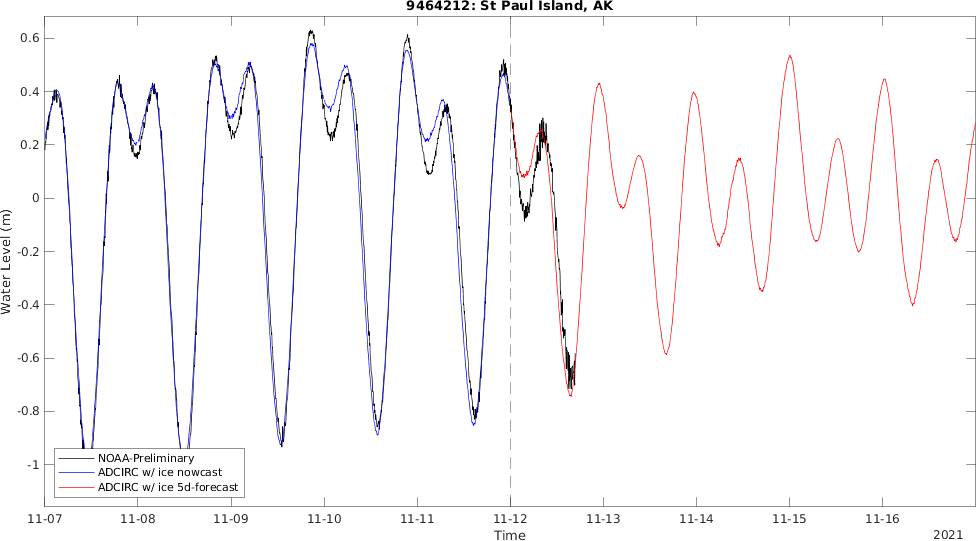 9464212: St Paul Island, AK
Water Level (m)
0.6
0.4
0.2
0
-0.2
-0.4
-0.6
-0.8
-1
NOAA-Preliminary
ADCIRC w/ ice nowcast
ADCIRC w/ ice 5d-forecast
11-07 11-08 11-09 11-10 11-11 11-12 11-13 11-14 11-15 11-16
Time
2021